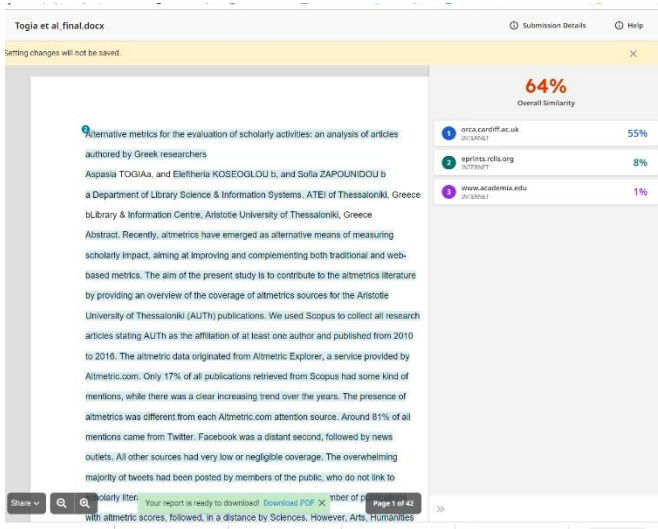 Togia et al_final.docx
Submission Details
Help
Setting changes will not be saved.
64%
Overall Similarity
1 orca.cardiff.ac.uk 55%
INTERNET
2 eprints.rclis.org 8%
INTERNET
3 www.academia.edu 1%
INTERNET
2
Alternative metrics for the evaluation of scholarly activities: an analysis of articles
authored by Greek researchers
Aspasia TOGIAa, and Eleftheria KOSEOGLOU b, and Sofia ZAPOUNIDOU b
a Department of Library Science & Information Systems, ATEI of Thessaloniki, Greece
bLibrary & Information Centre, Aristotle University of Thessaloniki, Greece
Abstract. Recently, altmetrics have emerged as alternative means of measuring
scholarly impact, aiming at improving and complementing both traditional and web-
based metrics. The aim of the present study is to contribute to the altmetrics literature
by providing an overview of the coverage of altmetrics sources for the Aristotle
University of Thessaloniki (AUTh) publications. We used Scopus to collect all research
articles stating AUTh as the affiliation of at least one author and published from 2010
to 2016. The altmetric data originated from Altmetric Explorer, a service provided by
Altmetric.com. Only 17% of all publications retrieved from Scopus had some kind of
mentions, while there was a clear increasing trend over the years. The presence of
altmetrics was different from each Altmetric.com attention source. Around 81% of all
mentions came from Twitter. Facebook was a distant second, followed by news
outlets. All other sources had very low or negligible coverage. The overwhelming
majority of tweets had been posted by members of the public, who do not link to
scholarly
with altmetric scores, followed, in a distance by Sciences. However, Arts, Humanities
Share
Your report is ready to download! Download PDF
Page 1 of 42